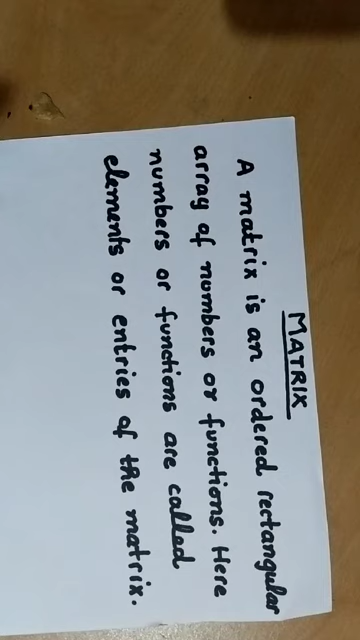 MATRIX
A matrix is an ordered rectangular
array of numbers or functions. Here
numbers or functions are called
elements or entries of the matrix.